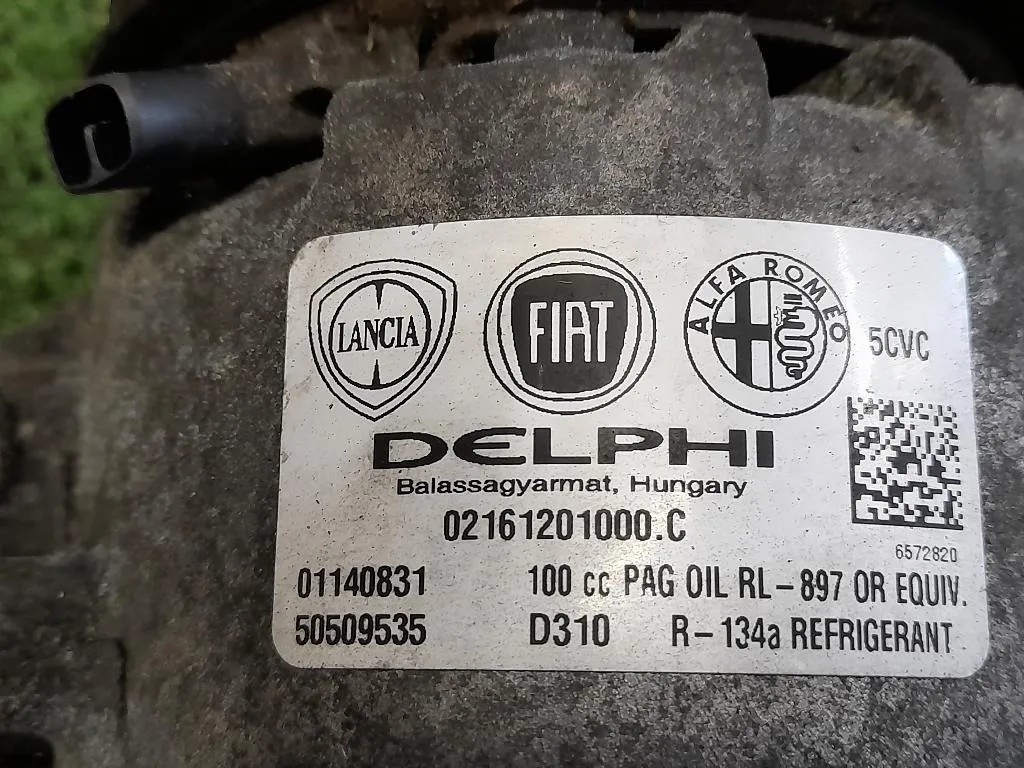 LANCIA
FIAT
ALFA ROMEO
5CVC
DELPHI
Balassagyarmat, Hungary
02161201000.C
6572820
01140831 100 cc PAG OIL RL-897 OR EQUIV.
50509535 D310 R-134a REFRIGERANT